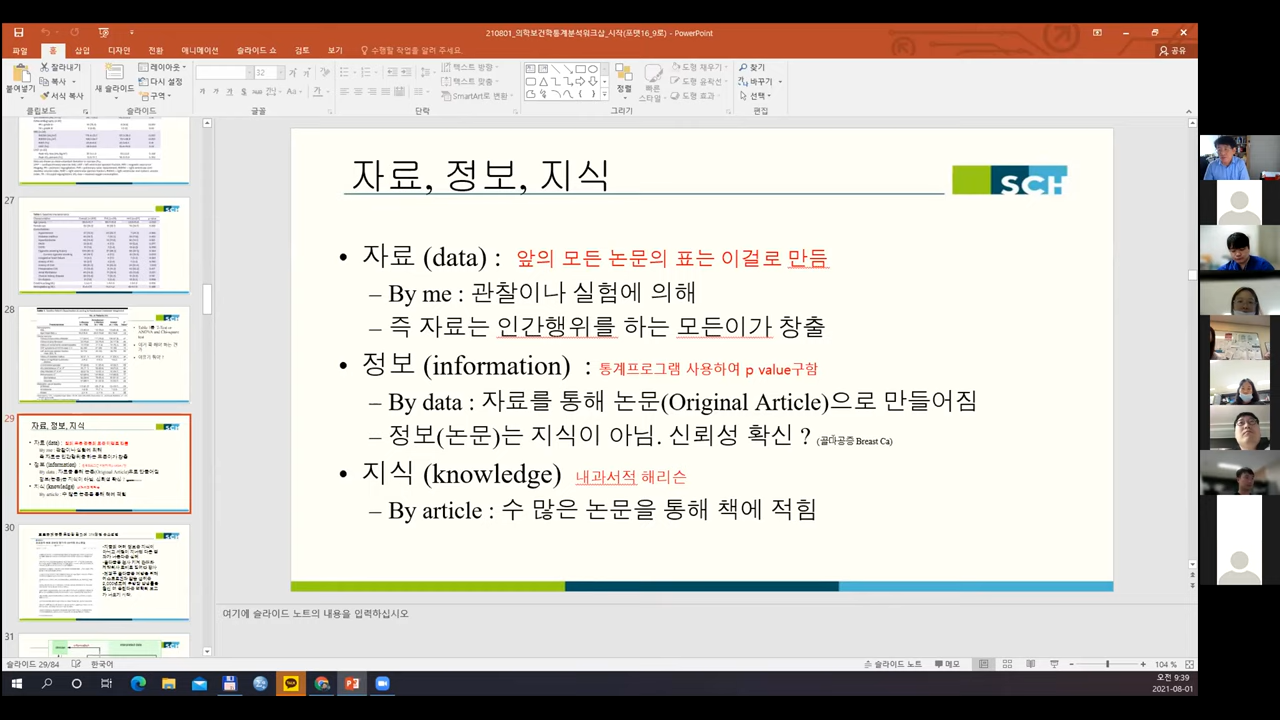 210801_의학보건학통계분석워크샵_시작(포맷16_9로) - PowerPoint
파일 홈 삽입 디자인 전환 애니메이션 슬라이드 쇼 검토 보기 수행할 작업을 알려 주세요.
공유
잘라내기
복사
서식 복사
붙여넣기
클립보드
새 슬라이드
레이아웃
다시 설정
구역
슬라이드
32
글꼴
텍스트 방향
텍스트 맞춤
SmartArt로 변환
단락
정렬
빠른 스타일
도형 채우기
도형 윤곽선
도형 효과
그리기
찾기
바꾸기
선택
편집
27
28
29
30
31
자료, 정보, 지식
SCH
• 자료 (data) : 앞의 모든 논문의 표는 이걸로 만듬
– By me : 관찰이나 실험에 의해
– 즉 자료는 인간행위를 하는 모든이가 창출
• 정보 (information) : 통계프로그램 사용하여 p value구함
– By data : 자료를 통해 논문(Original Article)으로 만들어짐
– 정보(논문)는 지식이 아님. 신뢰성 확신 ? (골다공증 Breast Ca)
• 지식 (knowledge) 내과서적 해리슨
– By article : 수 많은 논문을 통해 책에 적힘
여기에 슬라이드 노트의 내용을 입력하십시오
슬라이드 29/84 한국어
슬라이드 노트 메모 104 %
오전 9:39
2021-08-01